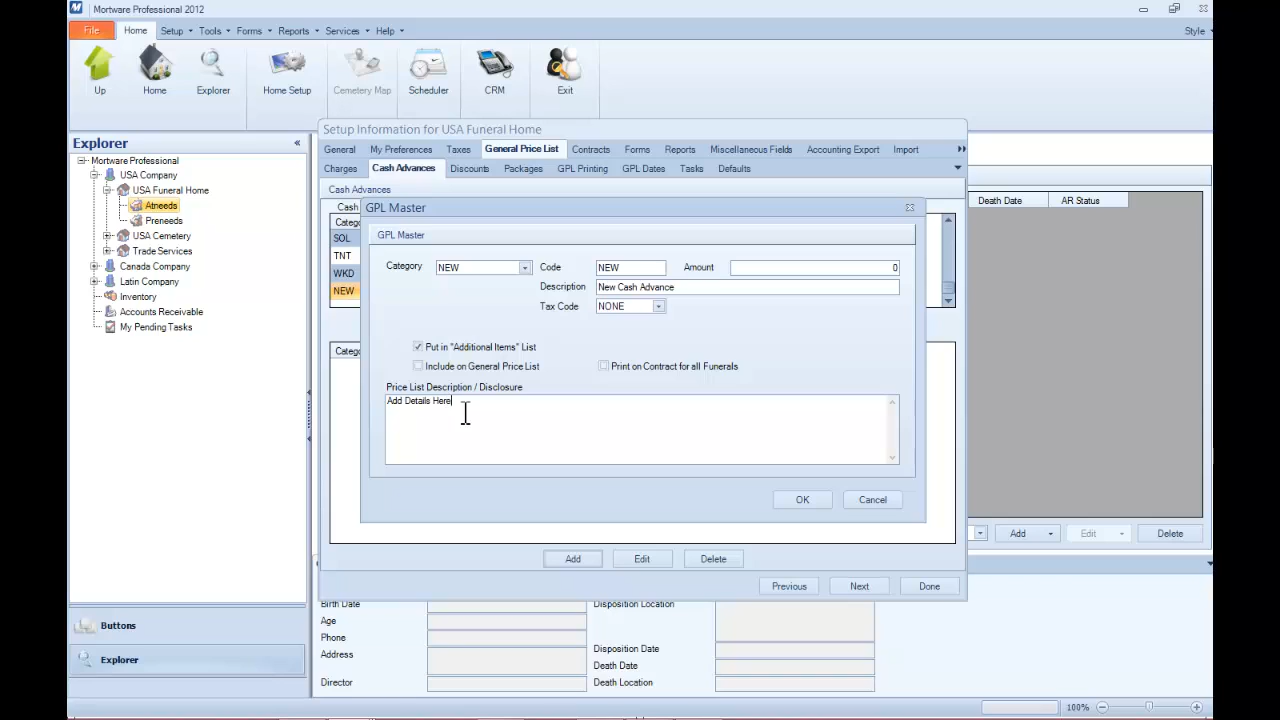 Mortware Professional 2012
File Home Setup Tools Forms Reports Services Help Style
Up Home Explorer Home Setup Cemetery Map Scheduler CRM Exit
Explorer «
Mortware Professional
USA Company
USA Funeral Home
Atneeds
Preneeds
USA Cemetery
Trade Services
Canada Company
Latin Company
Inventory
Accounts Receivable
My Pending Tasks
Buttons
Explorer
Setup Information for USA Funeral Home
General My Preferences Taxes General Price List Contracts Forms Reports Miscellaneous Fields Accounting Export Import
Charges Cash Advances Discounts Packages GPL Printing GPL Dates Tasks Defaults
Cash Advances
Cash
Catego
SOL
TNT
WKD
NEW
Catego
GPL Master
GPL Master
Category NEW Code NEW Amount 0
Description New Cash Advance
Tax Code NONE
Put in "Additional Items" List
Include on General Price List Print on Contract for all Funerals
Price List Description / Disclosure
Add Details Here
OK Cancel
Add Edit Delete
Previous Next Done
Death Date AR Status
Add Edit Delete
Birth Date
Age
Phone
Address
Director
Disposition Location
Disposition Date
Death Date
Death Location
100%